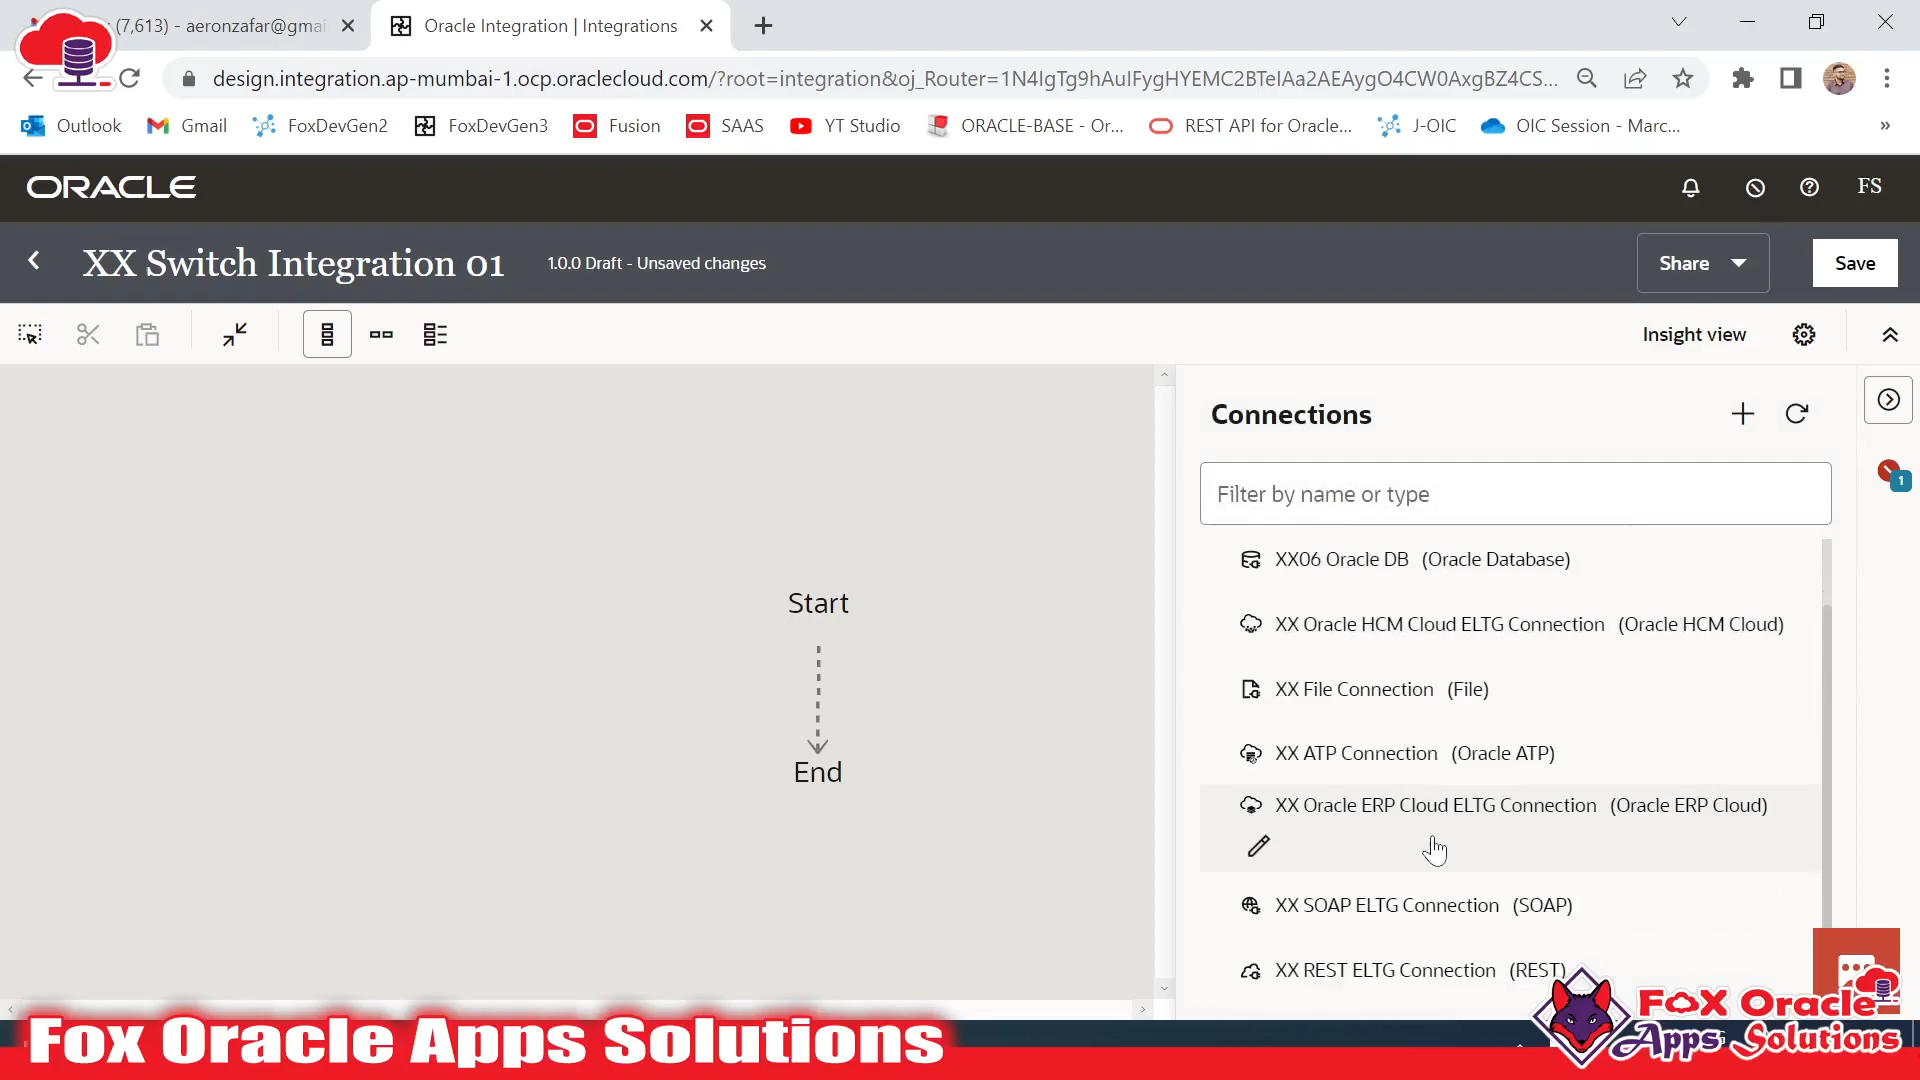 (7,613) - aeronzafar@gmai
Oracle Integration | Integrations
design.integration.ap-mumbai-1.ocp.oraclecloud.com/?root=integration&oj_Router=1N4IgTg9hAuIFygHYEMC2BTeIAa2AEAygO4CW0AxgBZ4CS...
Outlook
Gmail
FoxDevGen2
FoxDevGen3
Fusion
SAAS
YT Studio
ORACLE-BASE - Or...
REST API for Oracle...
J-OIC
OIC Session - Marc...
»
ORACLE
FS
XX Switch Integration 01
1.0.0 Draft - Unsaved changes
Share
Save
Insight view
Connections
Filter by name or type
1
XX06 Oracle DB (Oracle Database)
XX Oracle HCM Cloud ELTG Connection (Oracle HCM Cloud)
XX File Connection (File)
XX ATP Connection (Oracle ATP)
XX Oracle ERP Cloud ELTG Connection (Oracle ERP Cloud)
XX SOAP ELTG Connection (SOAP)
XX REST ELTG Connection (REST)
Start
End
Fox Oracle Apps Solutions
Fox Oracle
Apps Solutions